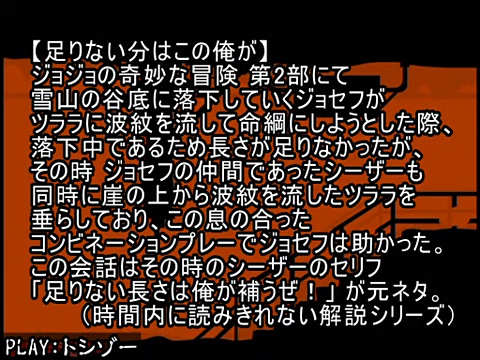 【足りない分はこの俺が】
ジョジョの奇妙な冒険 第2部にて
雪山の谷底に落下していくジョセフが
ツララに波紋を流して命綱にしようとした際、
落下中であるため長さが足りなかったが、
その時 ジョセフの仲間であったシーザーも
同時に崖の上から波紋を流したツララを
垂らしており、この息の合った
コンビネーションプレーでジョセフは助かった。
この会話はその時のシーザーのセリフ
「足りない長さは俺が補うぜ！」が元ネタ。
（時間内に読みきれない解説シリーズ）
PLAY:トシゾー